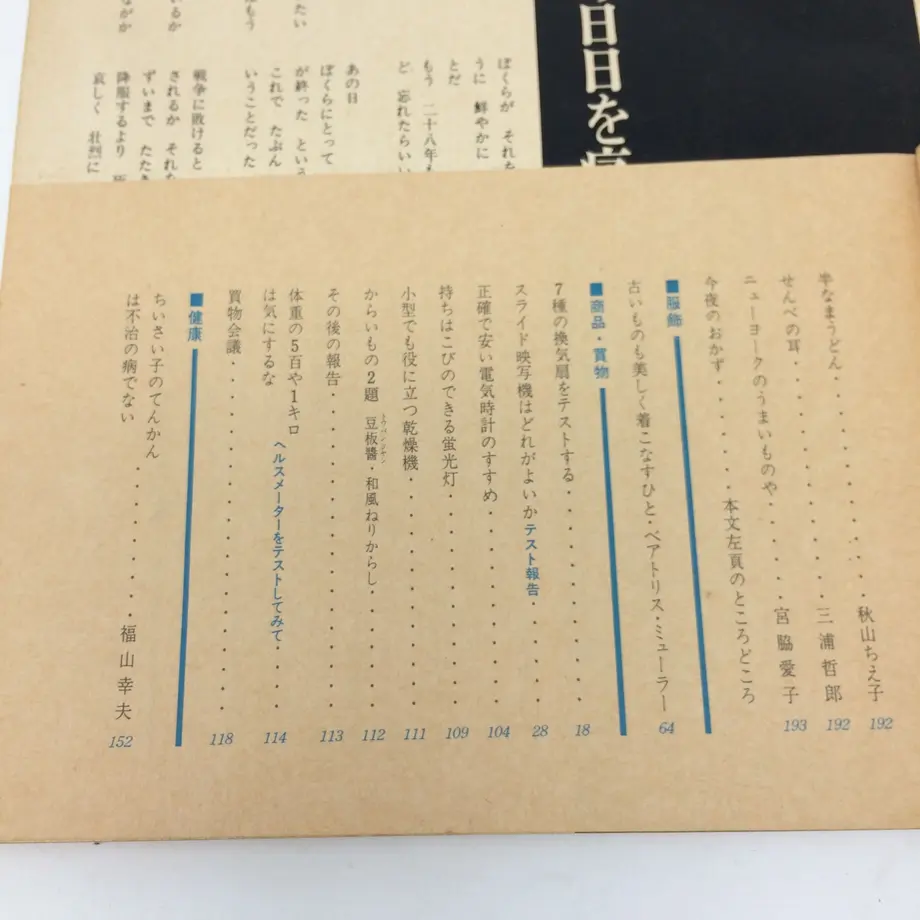 日日を
ぼくらが それ
うに 鮮やかに
とだ
もう 二十八年
ど 忘れたらい
あの日
ぼくらにとって
が終った という
これで たぶん
いうことだった
戦争に敗けると
されるか それ
ずいまで たたき
降服するより
哀しく 壮烈に
たい
はもう
いるか
ながか
半なまうどん 秋山ちえ子 192
せんべの耳 三浦哲郎 192
ニューヨークのうまいものや 宮脇愛子 193
今夜のおかず 本文左頁のところどころ
■服飾
古いものも美しく着こなすひと・ベアトリス・ミューラー 64
■商品・買物
7種の換気扇をテストする 18
スライド映写機はどれがよいかテスト報告 28
正確で安い電気時計のすすめ 104
持ちはこびのできる蛍光灯 109
小型でも役に立つ乾燥機 111
からいもの2題 豆板醬・和風ねりからし 112
その後の報告 113
体重の5百や1キロ
は気にするな ヘルスメーターをテストしてみて 114
買物会議 118
■健康
ちいさい子のてんかん
は不治の病でない 福山幸夫 152